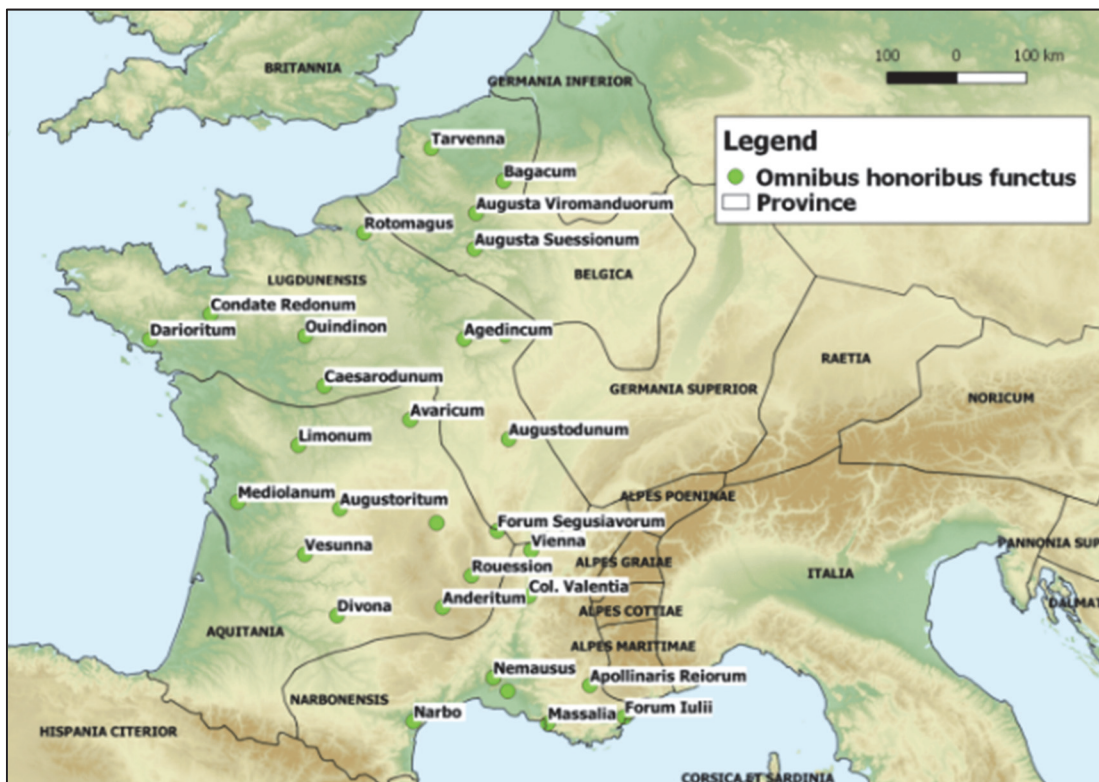 BRITANNIA
GERMANIA INFERIOR
100 0 100 km
Legend
Omnibus honoribus functus
Province
Tarvenna
Bagacum
Augusta Viromanduorum
Rotomagus
Augusta Suessionum
BELGICA
LUGDUNENSIS
Condate Redonum
Darioritum
Ouindinon
Agedincum
RAETIA
Caesarodunum
GERMANIA SUPERIOR
NORICUM
Avaricum
Augustodunum
Limonum
Mediolanum
Augustoritum
ALPES POENINAE
Forum Segusiavorum
Vienna
PANNONIA SUP
Vesunna
ALPES GRAIAE
Rouession
ITALIA
Col. Valentia
Anderitum
DALMAT
Divona
ALPES COTTIAE
AQUITANIA
ALPES MARITIMAE
Nemausus
Apollinaris Reiorum
NARBONENSIS
Narbo
Massalia
Forum Iulii
HISPANIA CITERIOR
CORSICA ET SARDINIA